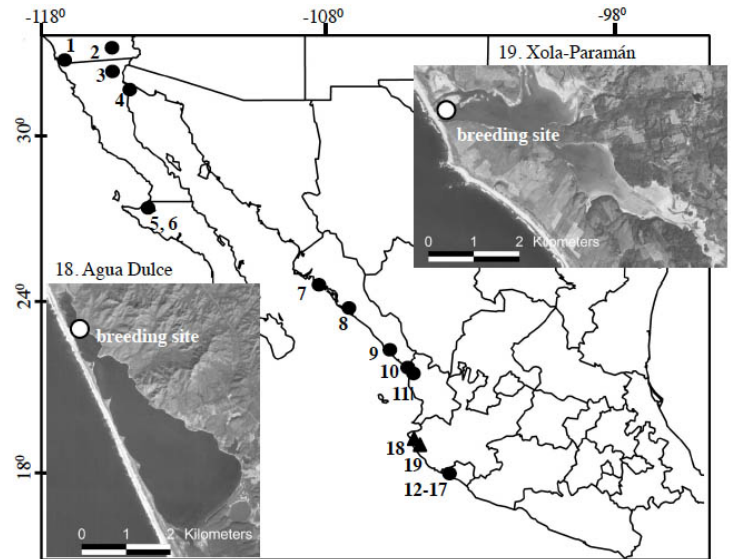 -118⁰ -108⁰ -98⁰
1
2
3
4
30⁰
19. Xola-Paramán
breeding site
0 1 2 Kilometers
5, 6
24⁰
18. Agua Dulce
breeding site
7
8
9
10
11
18⁰
18
19
12-17
0 1 2 Kilometers